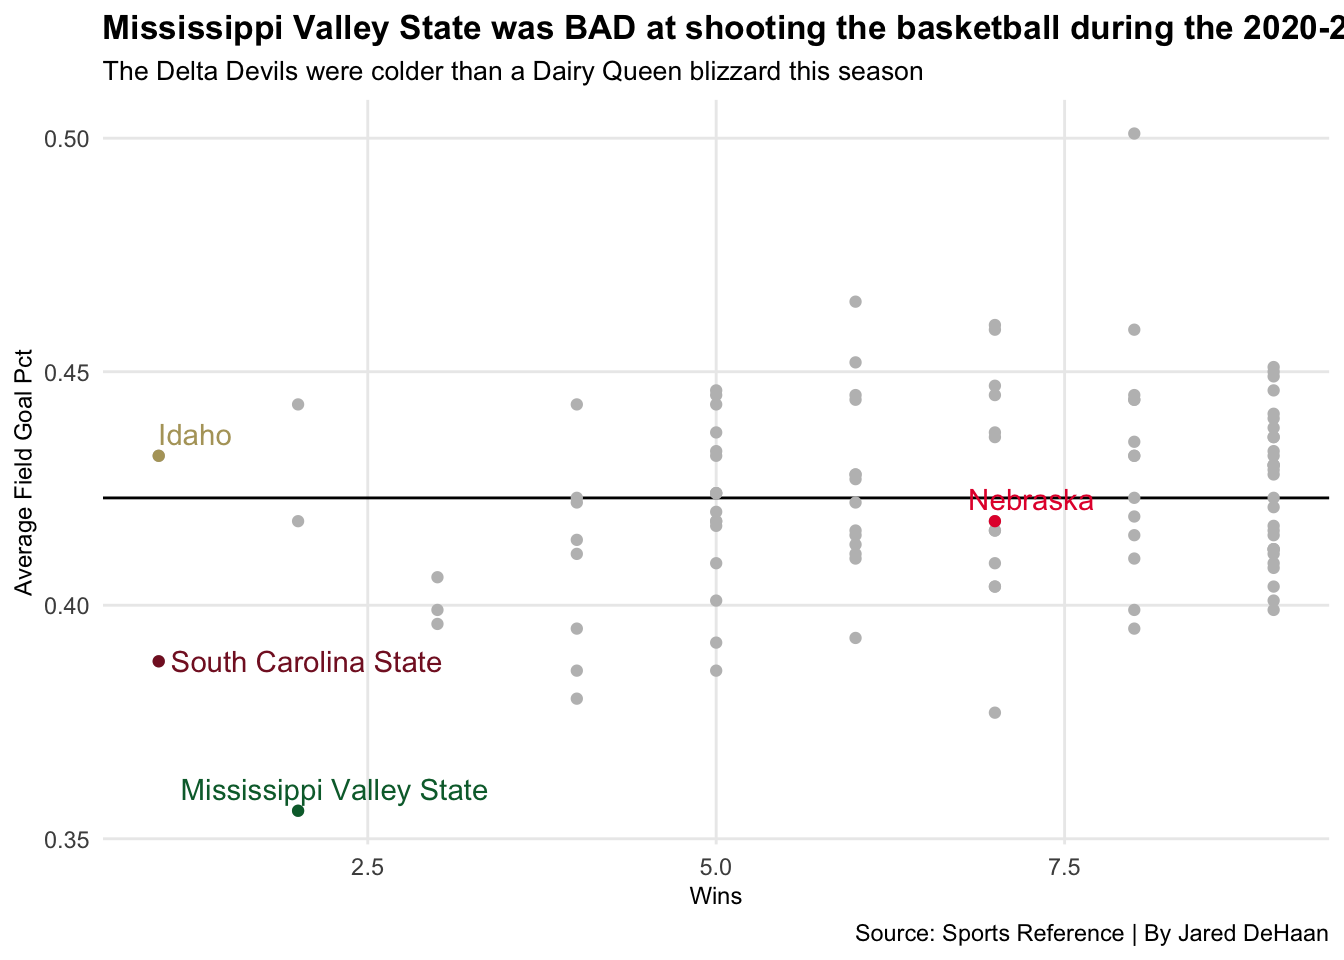 Mississippi Valley State was BAD at shooting the basketball during the 2020-2
The Delta Devils were colder than a Dairy Queen blizzard this season
0.50
0.45
0.40
0.35
Average Field Goal Pct
Idaho
Nebraska
South Carolina State
Mississippi Valley State
2.5 5.0 7.5
Wins
Source: Sports Reference | By Jared DeHaan